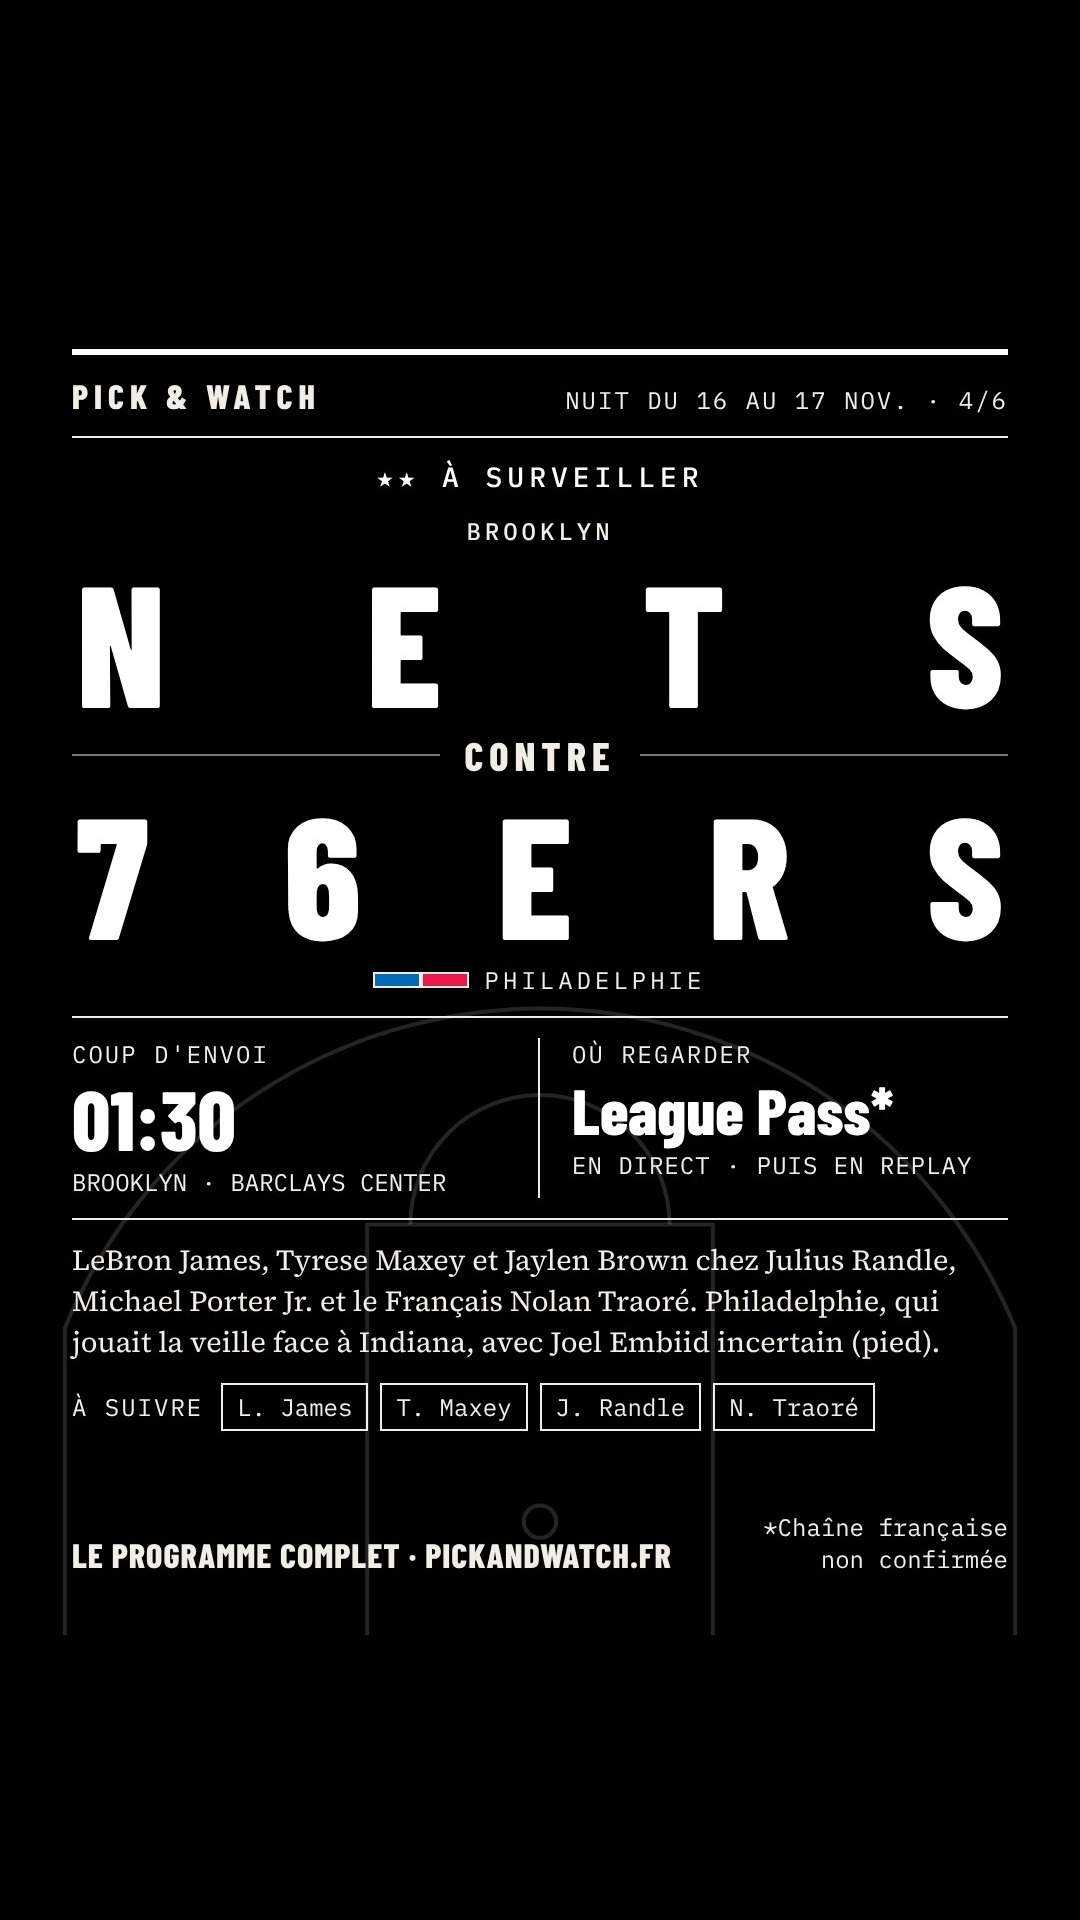 PICK & WATCH
NUIT DU 16 AU 17 NOV. · 4/6
★★ À SURVEILLER
BROOKLYN
NETS
CONTRE
76ERS
PHILADELPHIE
COUP D'ENVOI
01:30
BROOKLYN · BARCLAYS CENTER
OÙ REGARDER
League Pass*
EN DIRECT · PUIS EN REPLAY
LeBron James, Tyrese Maxey et Jaylen Brown chez Julius Randle,
Michael Porter Jr. et le Français Nolan Traoré. Philadelphie, qui
jouait la veille face à Indiana, avec Joel Embiid incertain (pied).
À SUIVRE L. James T. Maxey J. Randle N. Traoré
LE PROGRAMME COMPLET · PICKANDWATCH.FR
*Chaîne française
non confirmée